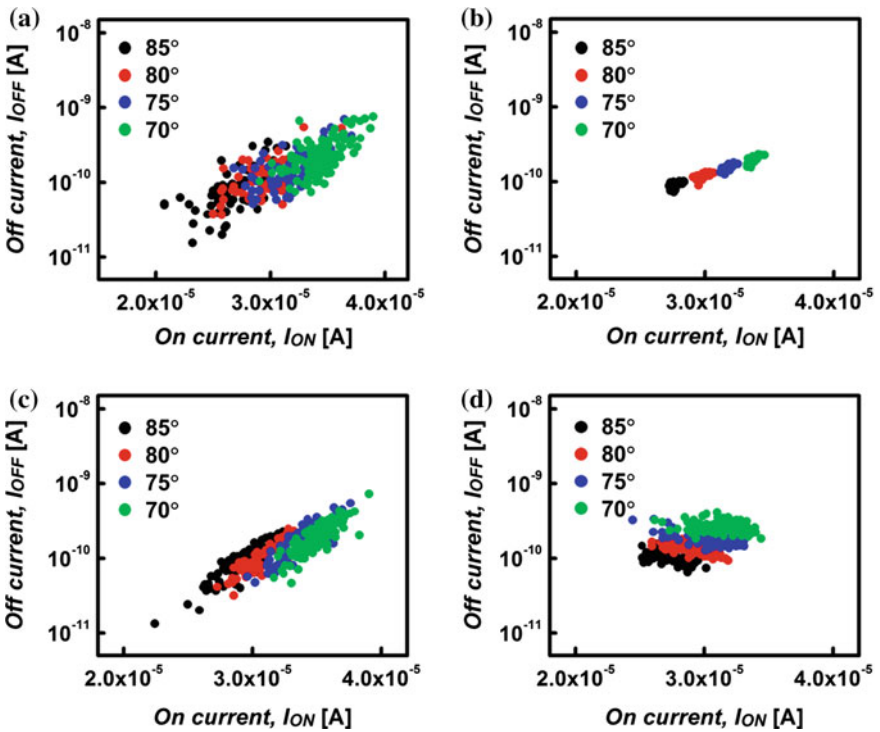 (a)
10⁻⁸
10⁻⁹
10⁻¹⁰
10⁻¹¹
Off current, IOFF [A]
85°
80°
75°
70°
2.0x10⁻⁵
3.0x10⁻⁵
4.0x10⁻⁵
On current, ION [A]
(b)
10⁻⁸
10⁻⁹
10⁻¹⁰
10⁻¹¹
Off current, IOFF [A]
85°
80°
75°
70°
2.0x10⁻⁵
3.0x10⁻⁵
4.0x10⁻⁵
On current, ION [A]
(c)
10⁻⁸
10⁻⁹
10⁻¹⁰
10⁻¹¹
Off current, IOFF [A]
85°
80°
75°
70°
2.0x10⁻⁵
3.0x10⁻⁵
4.0x10⁻⁵
On current, ION [A]
(d)
10⁻⁸
10⁻⁹
10⁻¹⁰
10⁻¹¹
Off current, IOFF [A]
85°
80°
75°
70°
2.0x10⁻⁵
3.0x10⁻⁵
4.0x10⁻⁵
On current, ION [A]